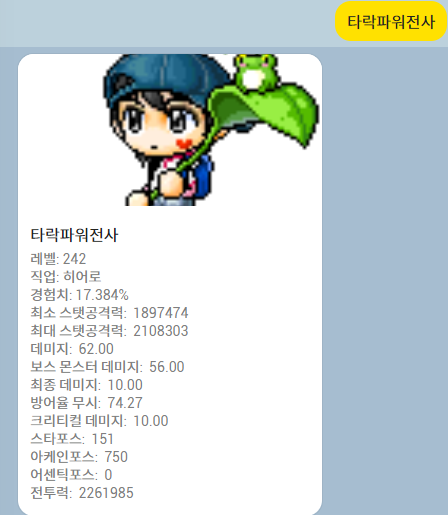 타락파워전사
타락파워전사
레벨: 242
직업: 히어로
경험치: 17.384%
최소 스탯공격력: 1897474
최대 스탯공격력: 2108303
데미지: 62.00
보스 몬스터 데미지: 56.00
최종 데미지: 10.00
방어율 무시: 74.27
크리티컬 데미지: 10.00
스타포스: 151
아케인포스: 750
어센틱포스: 0
전투력: 2261985